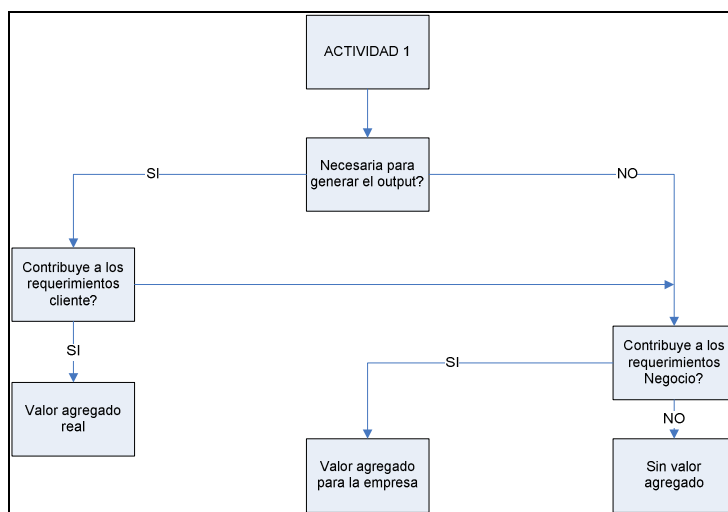 ACTIVIDAD 1
Necesaria para
generar el output?
SI
NO
Contribuye a los
requerimientos
cliente?
SI
Contribuye a los
requerimientos
Negocio?
SI
NO
Valor agregado
real
Valor agregado
para la empresa
Sin valor
agregado